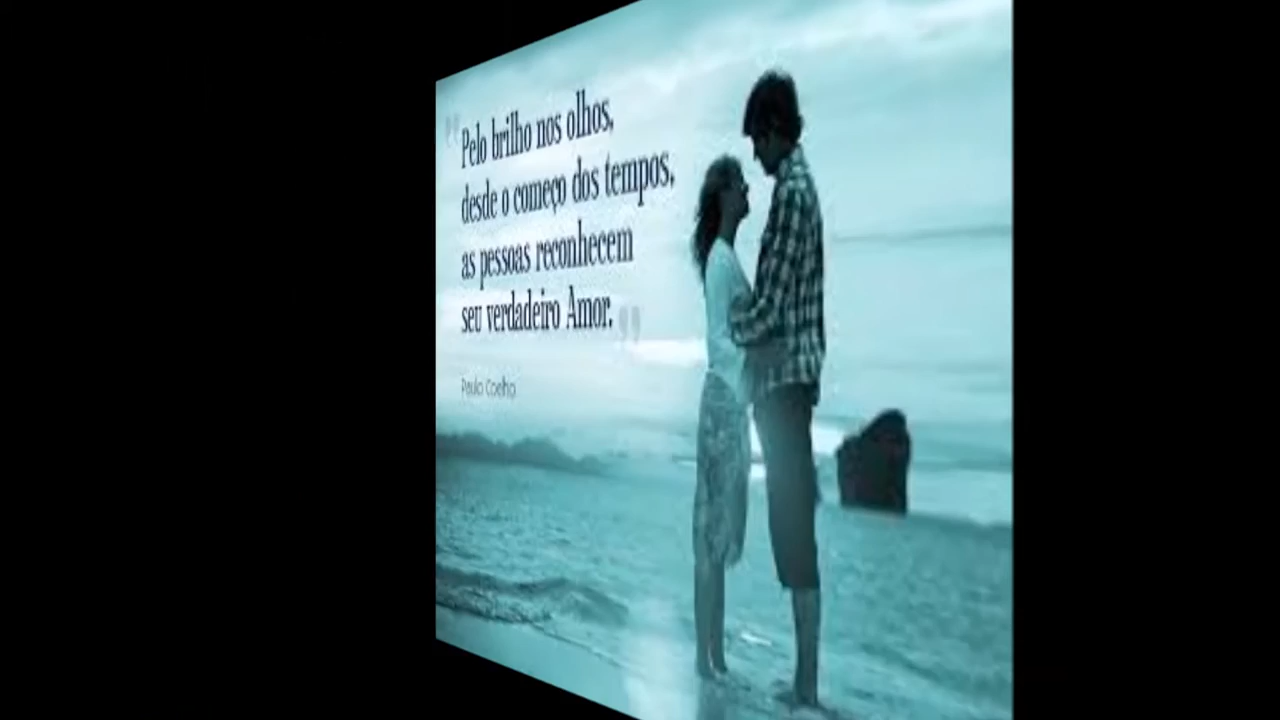 "Pelo brilho nos olhos,
desde o começo dos tempos,
as pessoas reconhecem
seu verdadeiro Amor."
Paulo Coelho